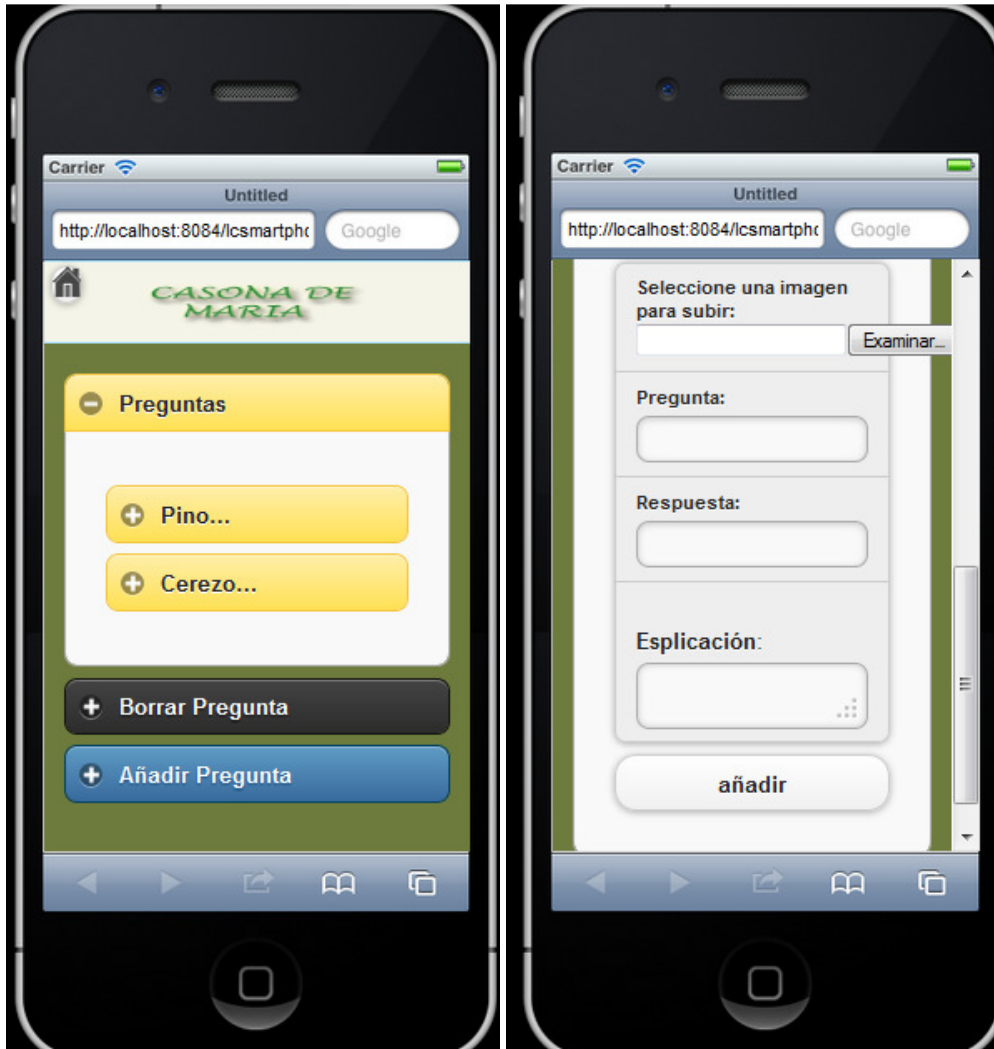 Carrier
Untitled
http://localhost:8084/lcsmartphc
Google
CASONA DE
MARIA
Preguntas
Pino...
Cerezo...
Borrar Pregunta
Añadir Pregunta
Carrier
Untitled
http://localhost:8084/lcsmartphc
Google
Seleccione una imagen
para subir:
Examinar...
Pregunta:
Respuesta:
Esplicación:
añadir